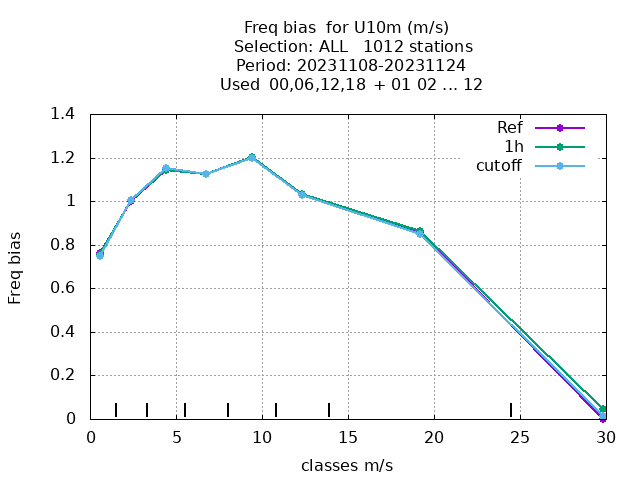 Freq bias  for U10m (m/s)
Selection: ALL   1012 stations
Period: 20231108-20231124
Used  00,06,12,18  + 01 02 ... 12
Ref
1h
cutoff
1.4
1.2
1
0.8
0.6
0.4
0.2
0
Freq bias
0 5 10 15 20 25 30
classes m/s